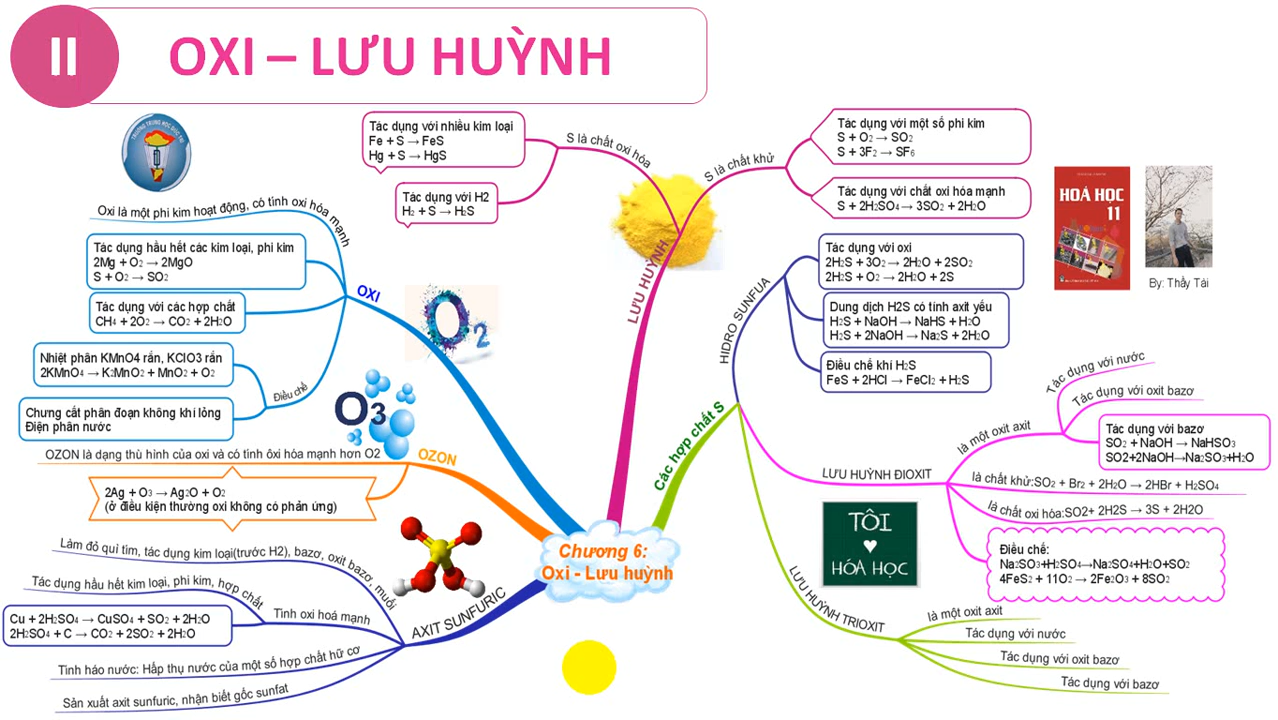 II
OXI – LƯU HUỲNH
TRƯỜNG TRUNG HỌC
Tác dụng với nhiều kim loại
Fe + S → FeS
Hg + S → HgS
Tác dụng với H2
H₂ + S → H₂S
S là chất oxi hóa
S là chất khử
LƯU HUỲNH
Tác dụng với một số phi kim
S + O₂ → SO₂
S + 3F₂ → SF₆
Tác dụng với chất oxi hóa mạnh
S + 2H₂SO₄ → 3SO₂ + 2H₂O
HOÁ HỌC
11
By: Thầy Tài
Oxi là một phi kim hoạt động, có tính oxi hóa mạnh
Tác dụng hầu hết các kim loại, phi kim
2Mg + O₂ → 2MgO
S + O₂ → SO₂
Tác dụng với các hợp chất
CH₄ + 2O₂ → CO₂ + 2H₂O
Nhiệt phân KMnO4 rắn, KClO3 rắn
2KMnO₄ → K₂MnO₂ + MnO₂ + O₂
Chưng cất phân đoạn không khí lỏng
Điện phân nước
Điều chế
OXI
O₂
O₃
OZON là dạng thù hình của oxi và có tính ôxi hóa mạnh hơn O2
OZON
2Ag + O₃ → Ag₂O + O₂
(ở điều kiện thường oxi không có phản ứng)
Làm đỏ quì tím, tác dụng kim loại(trước H2), bazơ, oxit bazơ, muối
Tác dụng hầu hết kim loại, phi kim, hợp chất
Tính oxi hoá mạnh
Cu + 2H₂SO₄ → CuSO₄ + SO₂ + 2H₂O
2H₂SO₄ + C → CO₂ + 2SO₂ + 2H₂O
Tính háo nước: Hấp thụ nước của một số hợp chất hữ cơ
Sản xuất axit sunfuric, nhận biết gốc sunfat
AXIT SUNFURIC
Chương 6:
Oxi - Lưu huỳnh
Các hợp chất S
HIDRO SUNFUA
Tác dụng với oxi
2H₂S + 3O₂ → 2H₂O + 2SO₂
2H₂S + O₂ → 2H₂O + 2S
Dung dịch H2S có tính axit yếu
H₂S + NaOH → NaHS + H₂O
H₂S + 2NaOH → Na₂S + 2H₂O
Điều chế khí H₂S
FeS + 2HCl → FeCl₂ + H₂S
LƯU HUỲNH ĐIOXIT
là một oxit axit
Tác dụng với nước
Tác dụng với oxit bazơ
Tác dụng với bazơ
SO₂ + NaOH → NaHSO₃
SO2+2NaOH→Na₂SO₃+H₂O
là chất khử:SO₂ + Br₂ + 2H₂O → 2HBr + H₂SO₄
là chất oxi hóa:SO2+ 2H2S → 3S + 2H2O
Điều chế:
Na₂SO₃+H₂SO₄→Na₂SO₄+H₂O+SO₂
4FeS₂ + 11O₂ → 2Fe₂O₃ + 8SO₂
TÔI
♥
HÓA HỌC
LƯU HUỲNH TRIOXIT
là một oxit axit
Tác dụng với nước
Tác dụng với oxit bazo
Tác dụng với bazo